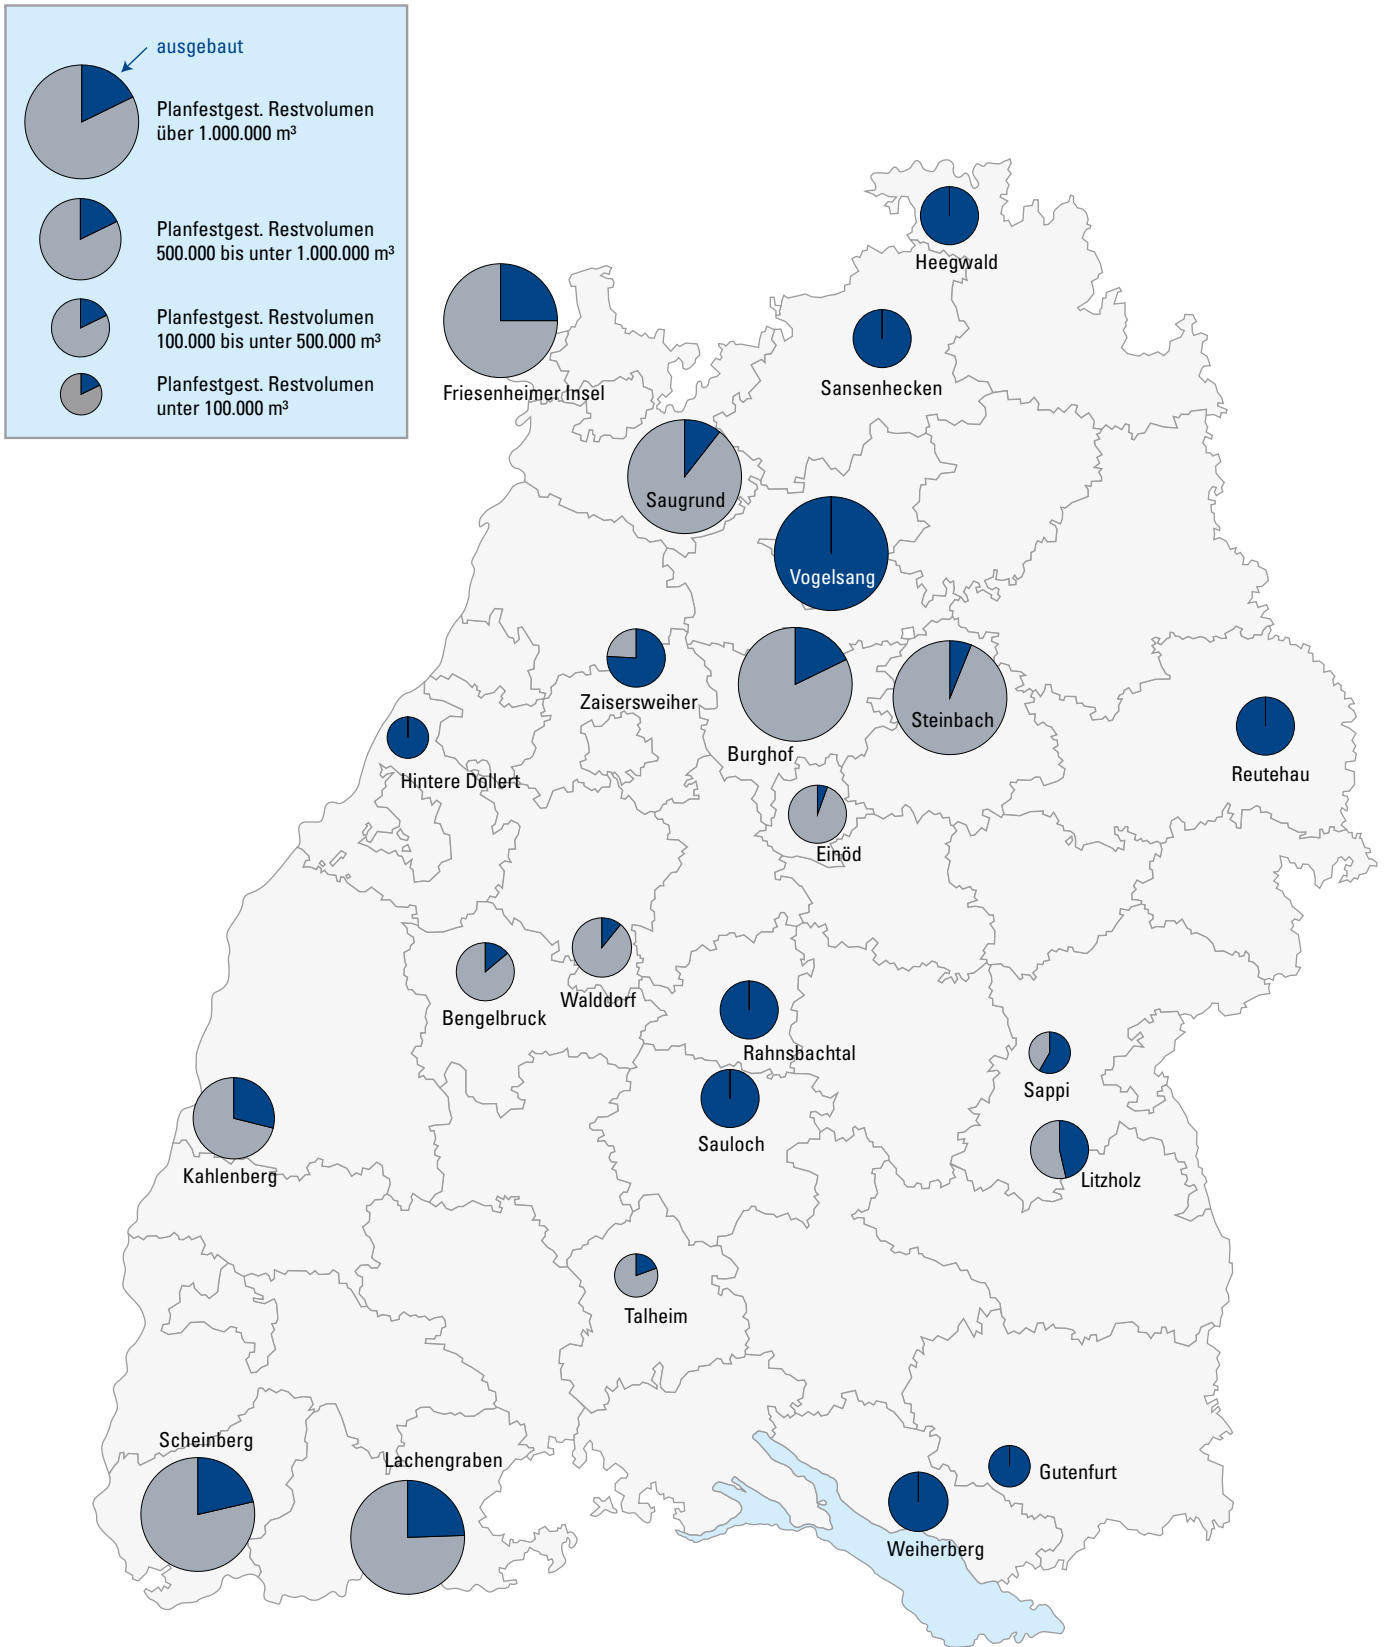 ausgebaut
Planfestgest. Restvolumen
über 1.000.000 m³
Planfestgest. Restvolumen
500.000 bis unter 1.000.000 m³
Planfestgest. Restvolumen
100.000 bis unter 500.000 m³
Planfestgest. Restvolumen
unter 100.000 m³
Heegwald
Sansenhecken
Friesenheimer Insel
Saugrund
Vogelsang
Zaisersweiher
Steinbach
Burghof
Reutehau
Hintere Dollert
Einöd
Walddorf
Bengelbruck
Rahnsbachtal
Sappi
Sauloch
Kahlenberg
Litzholz
Talheim
Scheinberg
Lachengraben
Gutenfurt
Weiherberg